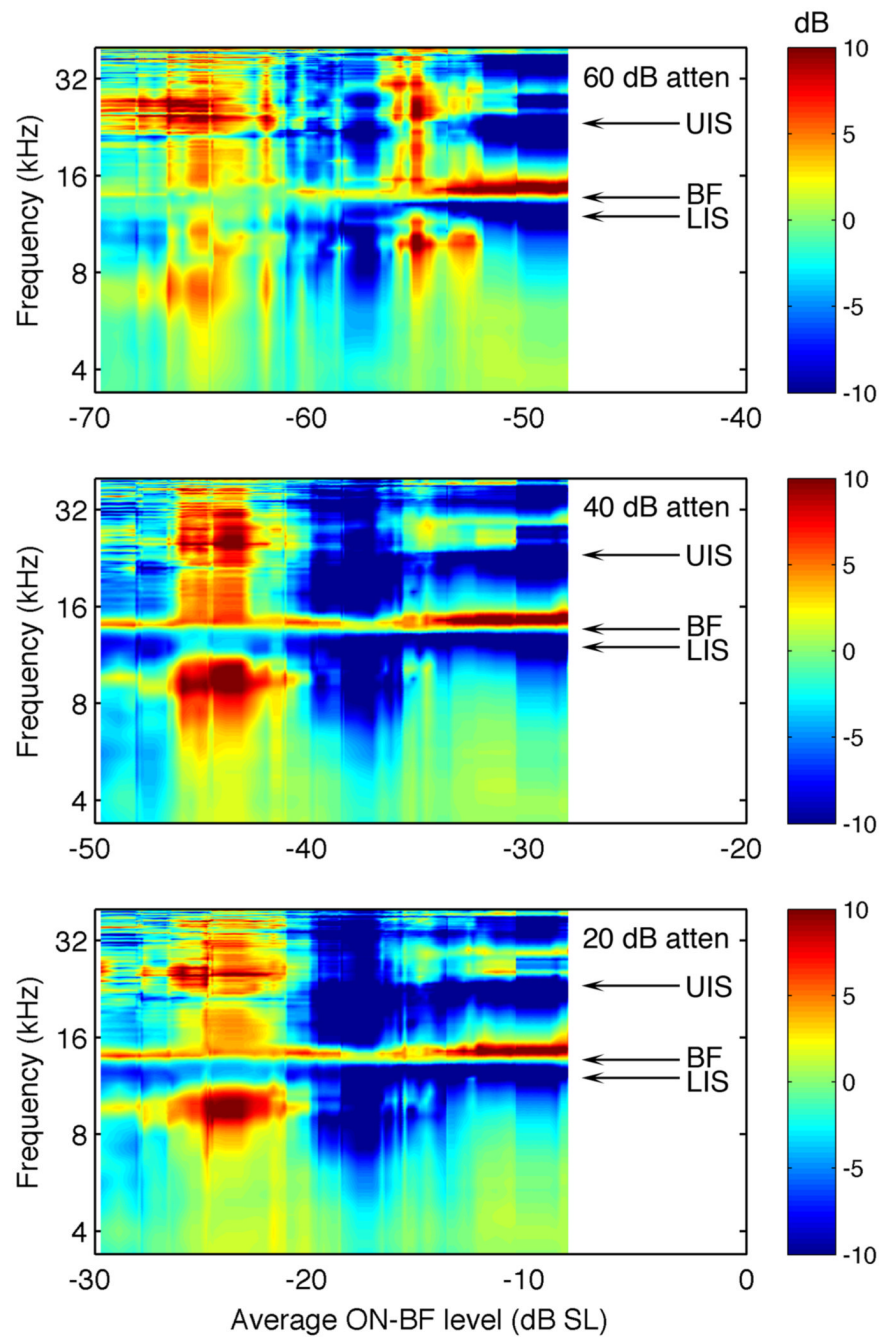 dB
60 dB atten
UIS
BF
LIS
Frequency (kHz)
32
16
8
4
-70
-60
-50
-40
10
5
0
-5
-10
40 dB atten
UIS
BF
LIS
Frequency (kHz)
32
16
8
4
-50
-40
-30
-20
10
5
0
-5
-10
20 dB atten
UIS
BF
LIS
Frequency (kHz)
32
16
8
4
-30
-20
-10
0
10
5
0
-5
-10
Average ON-BF level (dB SL)